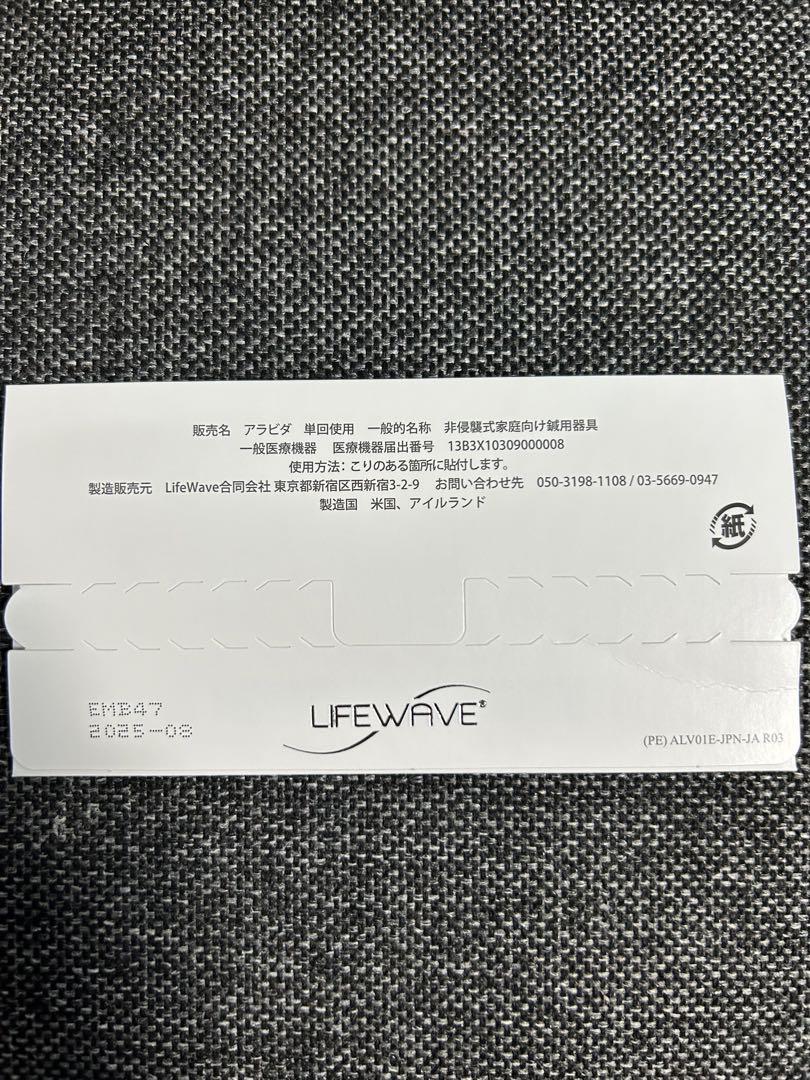 販売名 アラビダ 単回使用 一般的名称 非侵襲式家庭向け鍼用器具
一般医療機器 医療機器届出番号 13B3X10309000008
使用方法：こりのある箇所に貼付します。
製造販売元 LifeWave合同会社 東京都新宿区西新宿3-2-9 お問い合わせ先 050-3198-1108 / 03-5669-0947
製造国 米国、アイルランド
紙
EMB47
2025-03
LIFEWAVE®
(PE) ALV01E-JPN-JA R03